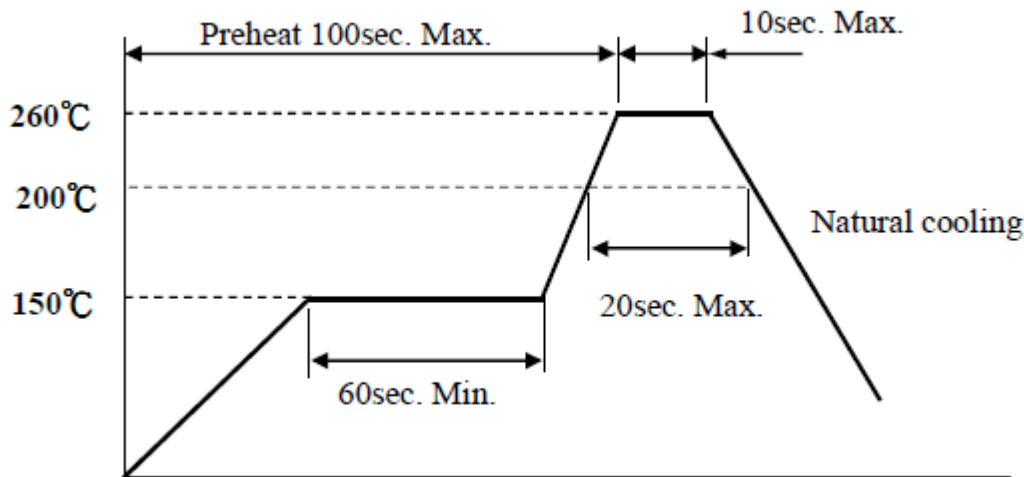 Preheat 100sec. Max.
10sec. Max.
260℃
200℃
Natural cooling
150℃
20sec. Max.
60sec. Min.